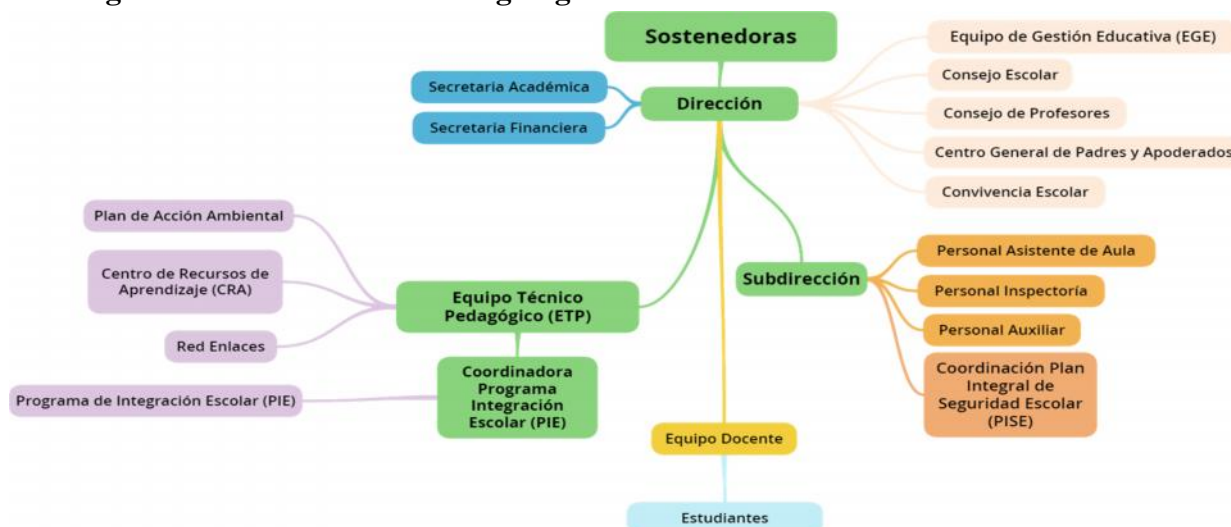 Sostenedoras
Equipo de Gestión Educativa (EGE)
Secretaria Académica
Consejo Escolar
Dirección
Secretaria Financiera
Consejo de Profesores
Centro General de Padres y Apoderados
Convivencia Escolar
Plan de Acción Ambiental
Personal Asistente de Aula
Centro de Recursos de
Aprendizaje (CRA)
Subdirección
Personal Inspectoría
Equipo Técnico
Pedagógico (ETP)
Personal Auxiliar
Red Enlaces
Coordinadora
Programa
Integración
Escolar (PIE)
Coordinación Plan
Integral de
Seguridad Escolar
(PISE)
Programa de Integración Escolar (PIE)
Equipo Docente
Estudiantes